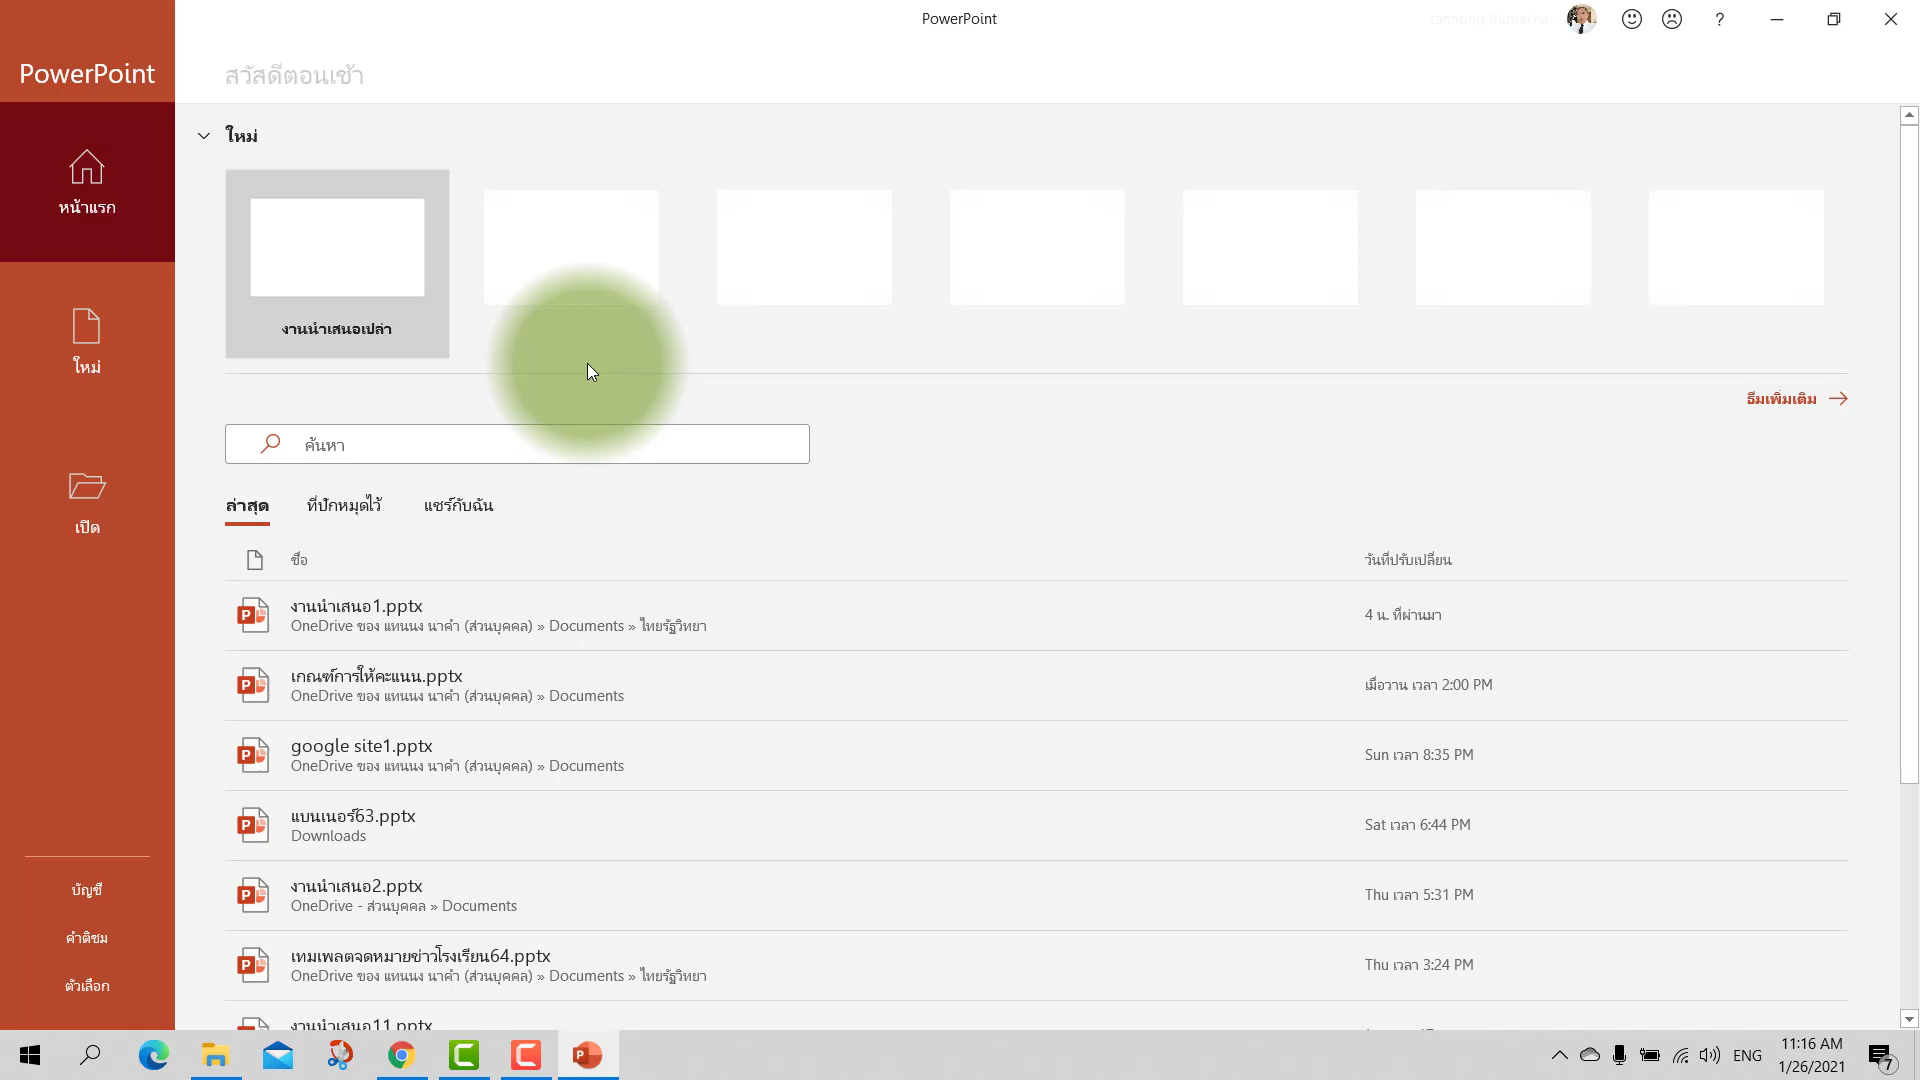 PowerPoint
PowerPoint
สวัสดีตอนเช้า
ใหม่
หน้าแรก
งานนำเสนอเปล่า
ใหม่
ธีมเพิ่มเติม
ค้นหา
ล่าสุด ที่ปักหมุดไว้ แชร์กับฉัน
เปิด
ชื่อ วันที่ปรับเปลี่ยน
งานนำเสนอ1.pptx
OneDrive ของ แทนนง นาคำ (ส่วนบุคคล) » Documents » ไทยรัฐวิทยา
4 น. ที่ผ่านมา
เกณฑ์การให้คะแนน.pptx
OneDrive ของ แทนนง นาคำ (ส่วนบุคคล) » Documents
เมื่อวาน เวลา 2:00 PM
google site1.pptx
OneDrive ของ แทนนง นาคำ (ส่วนบุคคล) » Documents
Sun เวลา 8:35 PM
แบนเนอร์63.pptx
Downloads
Sat เวลา 6:44 PM
งานนำเสนอ2.pptx
OneDrive - ส่วนบุคคล » Documents
Thu เวลา 5:31 PM
เทมเพลตจดหมายข่าวโรงเรียน64.pptx
OneDrive ของ แทนนง นาคำ (ส่วนบุคคล) » Documents » ไทยรัฐวิทยา
Thu เวลา 3:24 PM
งานนำเสนอ11.pptx
บัญชี
คำติชม
ตัวเลือก
ENG
11:16 AM
1/26/2021
7